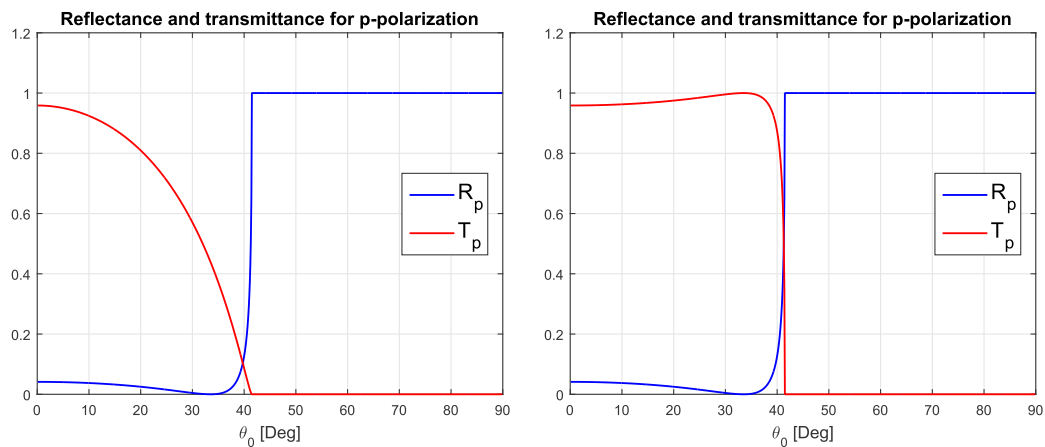 Reflectance and transmittance for p-polarization
1.2
1
0.8
0.6
0.4
0.2
0
0 10 20 30 40 50 60 70 80 90
θ0 [Deg]
Rp
Tp
Reflectance and transmittance for p-polarization
1.2
1
0.8
0.6
0.4
0.2
0
0 10 20 30 40 50 60 70 80 90
θ0 [Deg]
Rp
Tp